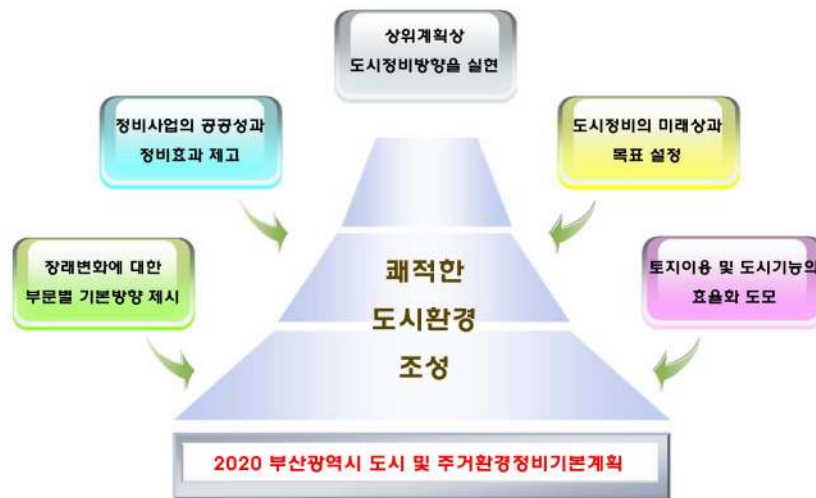 상위계획상
도시정비방향을 실현
정비사업의 공공성과
정비효과 제고
도시정비의 미래상과
목표 설정
장래변화에 대한
부문별 기본방향 제시
토지이용 및 도시기능의
효율화 도모
쾌적한
도시환경
조성
2020 부산광역시 도시 및 주거환경정비기본계획